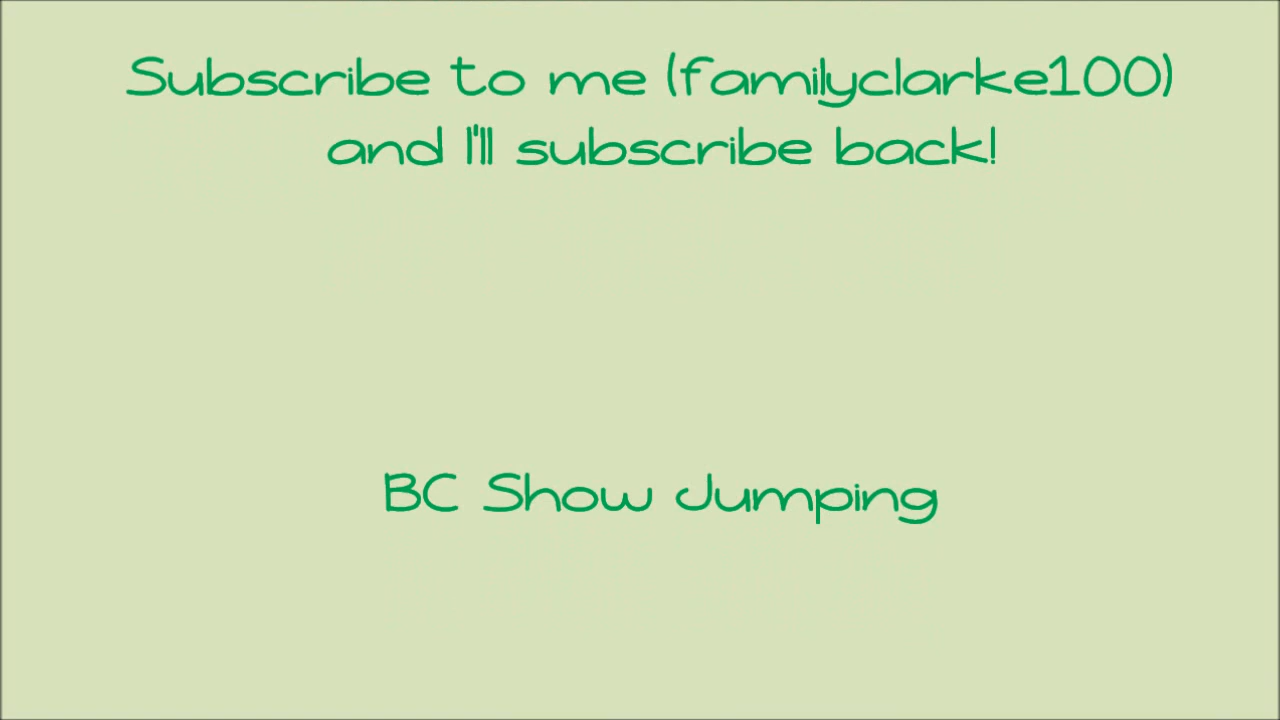 Subscribe to me (familyclarke100)
and I'll subscribe back!
BC Show Jumping